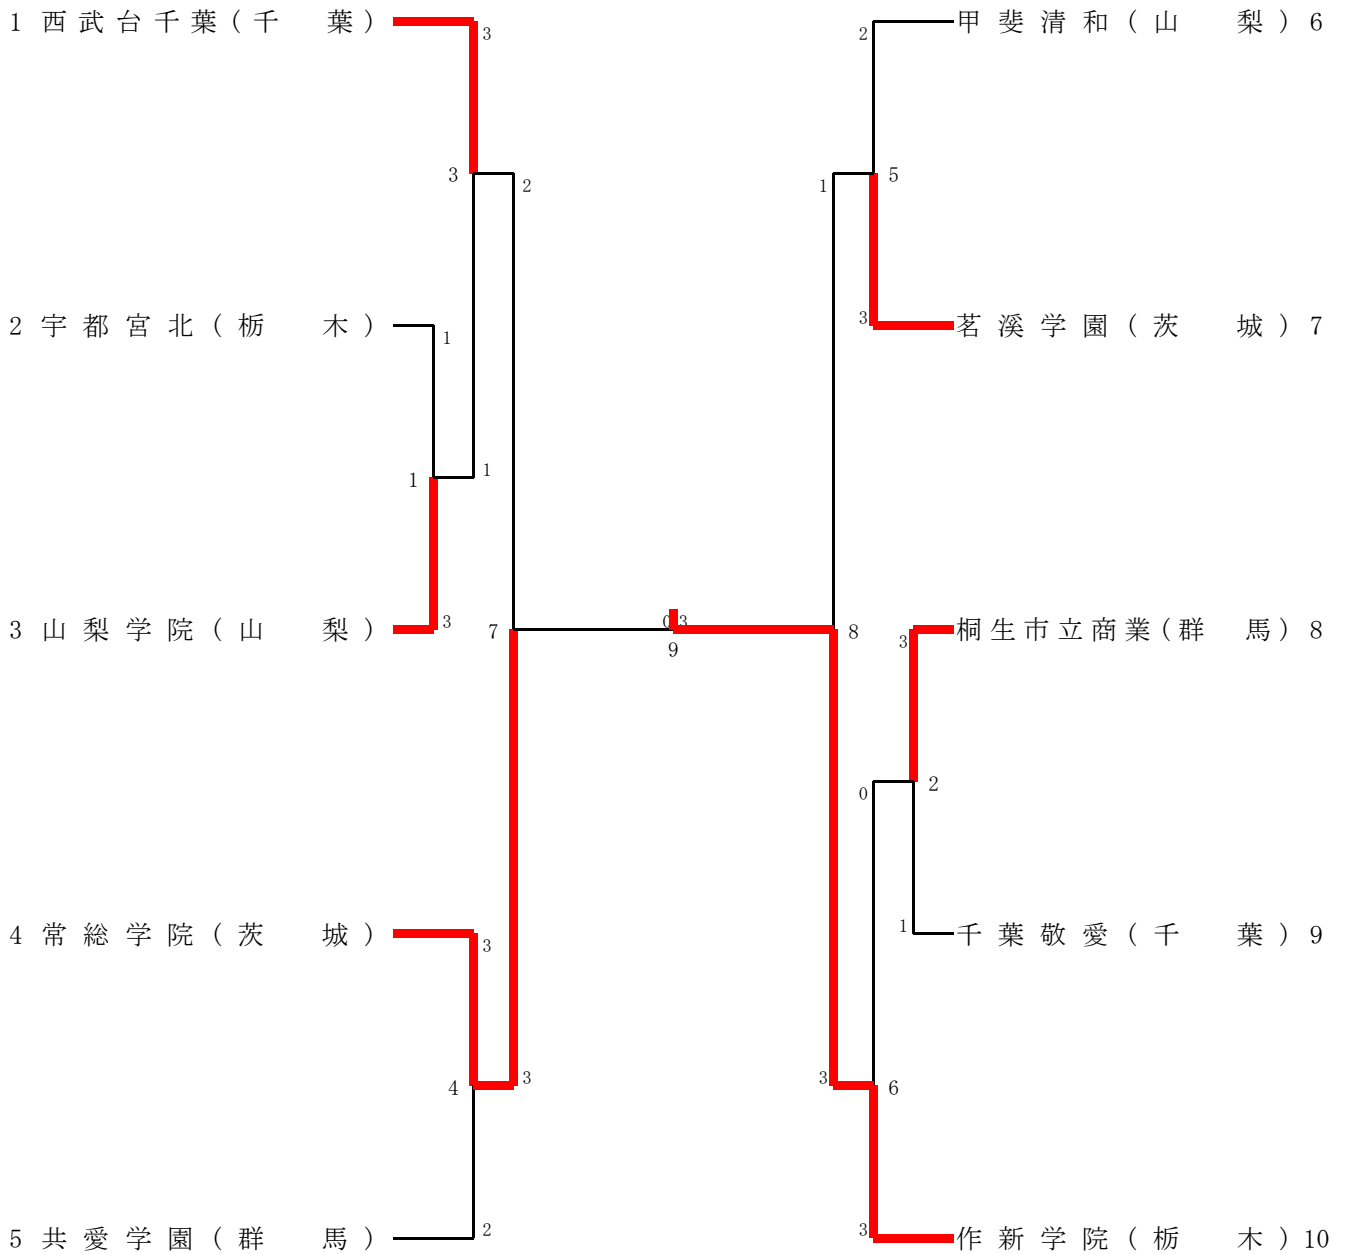 1 西武台千葉(千 葉)
3
2
甲斐清和(山 梨) 6
3
2
1
5
2 宇都宮北(栃 木)
1
3
茗溪学園(茨 城) 7
1
1
3 山梨学院(山 梨)
3
7
0 3
9
8
3
桐生市立商業(群 馬) 8
0
2
4 常総学院(茨 城)
3
1
千葉敬愛(千 葉) 9
4
3
3
6
5 共愛学園(群 馬)
2
3
作新学院(栃 木) 10